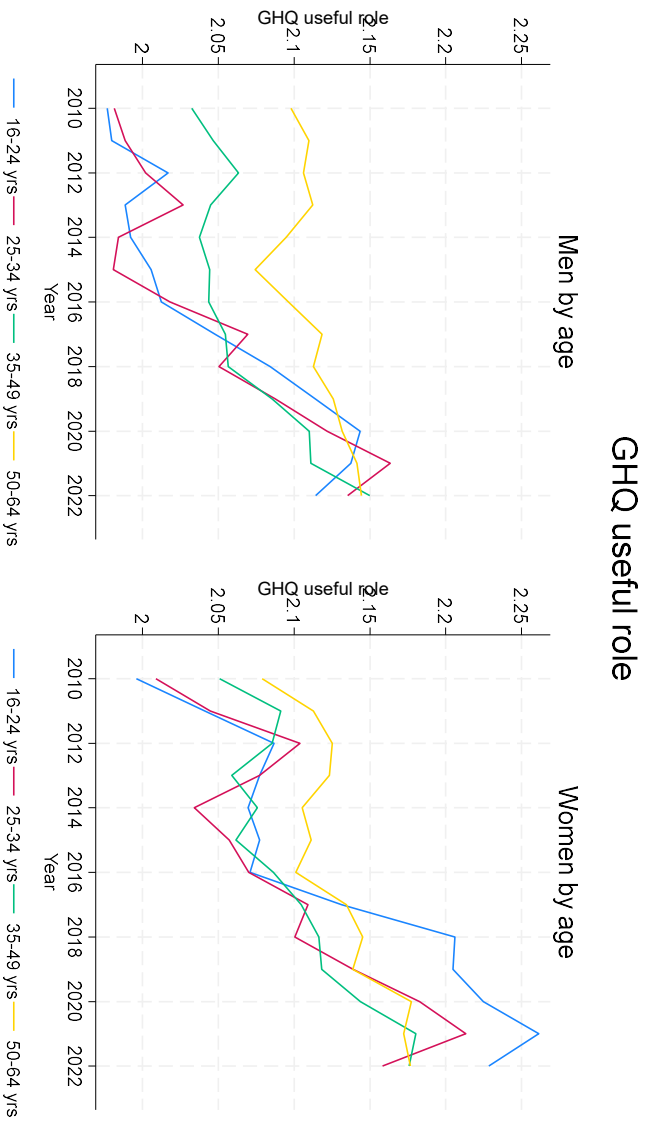 GHQ useful role
Men by age
GHQ useful role
2
2.05
2.1
2.15
2.2
2.25
2010
2012
2014
2016
2018
2020
2022
Year
16-24 yrs
25-34 yrs
35-49 yrs
50-64 yrs
Women by age
GHQ useful role
2
2.05
2.1
2.15
2.2
2.25
2010
2012
2014
2016
2018
2020
2022
Year
16-24 yrs
25-34 yrs
35-49 yrs
50-64 yrs